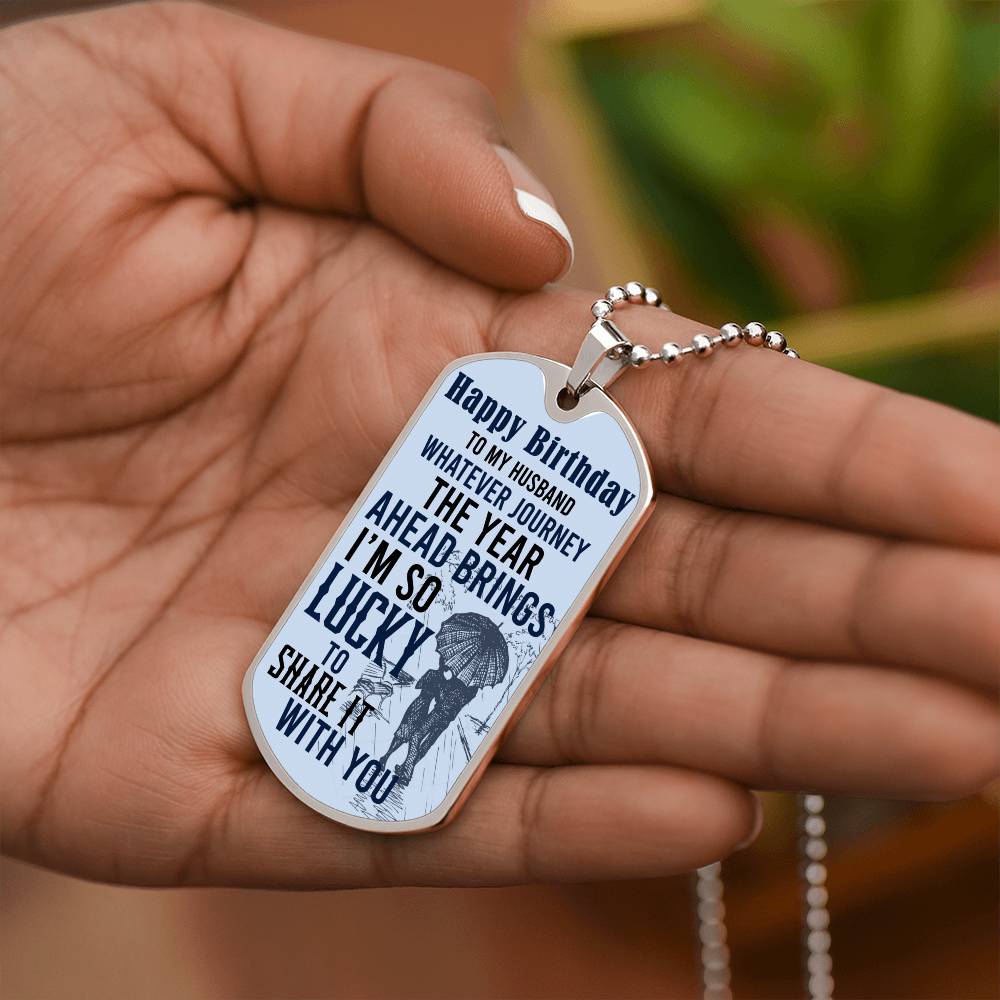 Happy Birthday
TO MY HUSBAND
WHATEVER JOURNEY
THE YEAR
AHEAD BRINGS
I'M SO
LUCKY
TO
SHARE IT
WITH YOU